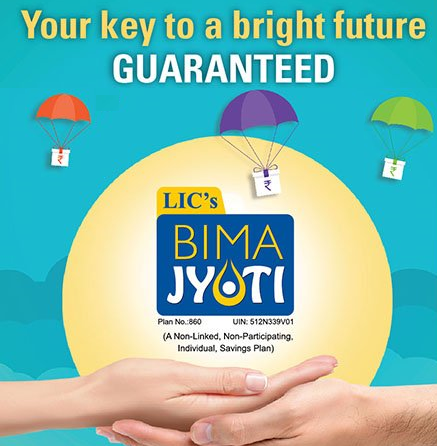 Your key to a bright future
GUARANTEED
₹
₹
₹
LIC's
BIMA
JYOTI
Plan No.:860 UIN: 512N339V01
(A Non-Linked, Non-Participating,
Individual, Savings Plan)